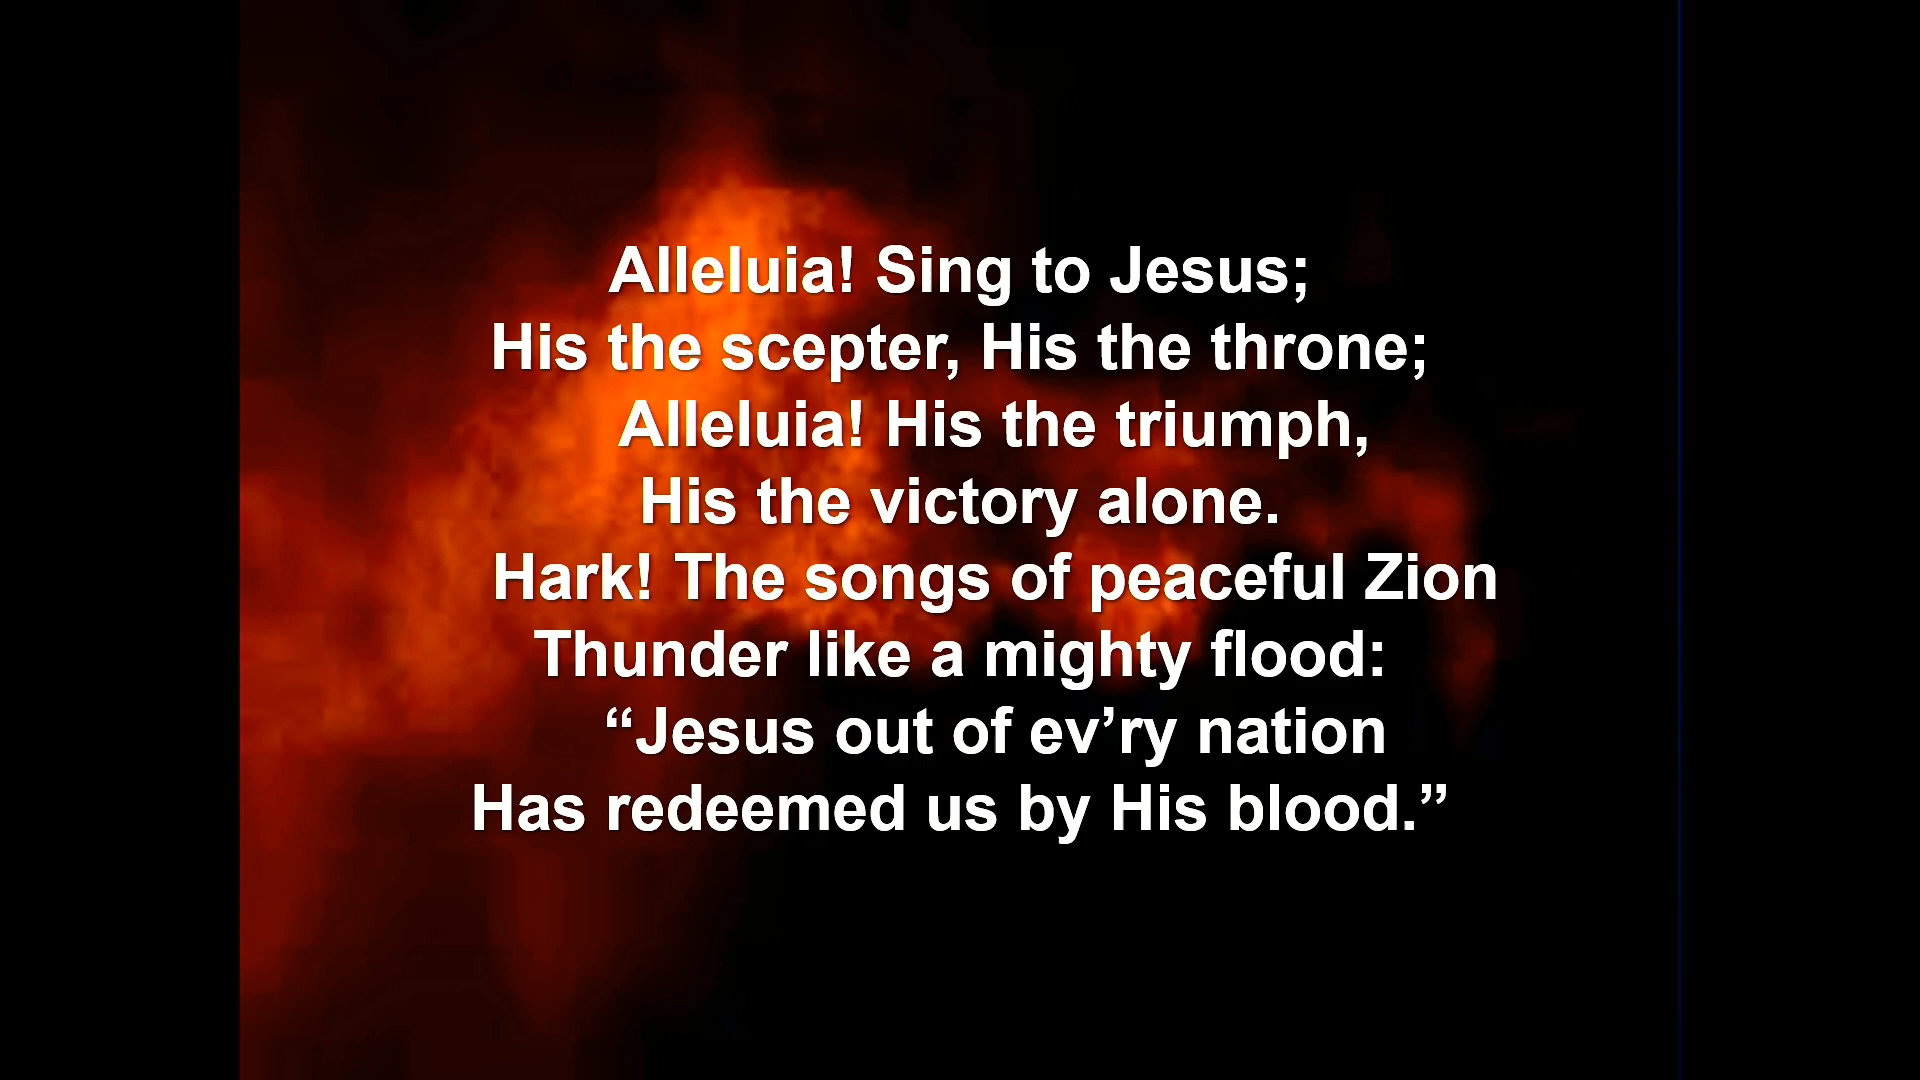 Alleluia! Sing to Jesus;
His the scepter, His the throne;
Alleluia! His the triumph,
His the victory alone.
Hark! The songs of peaceful Zion
Thunder like a mighty flood:
“Jesus out of ev’ry nation
Has redeemed us by His blood.”